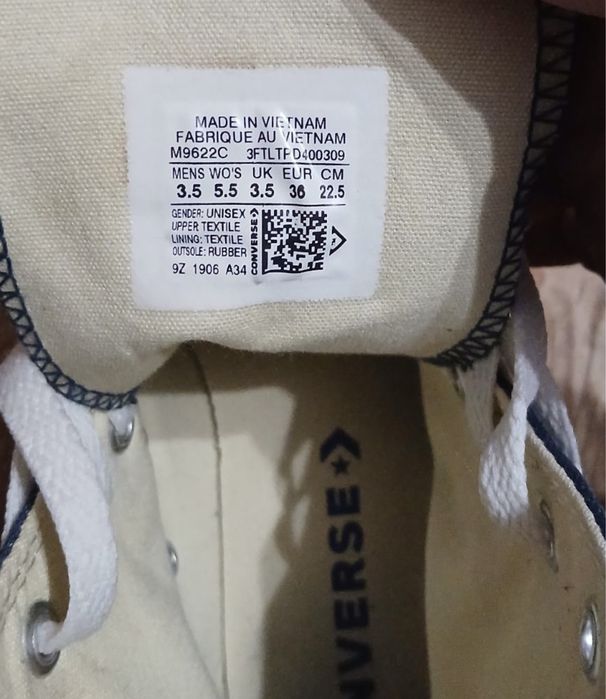 MADE IN VIETNAM
FABRIQUE AU VIETNAM
M9622C 3FTLTPD400309
MENS WO'S UK EUR CM
3.5 5.5 3.5 36 22.5
GENDER: UNISEX
UPPER TEXTILE
LINING: TEXTILE
OUTSOLE: RUBBER
9Z 1906 A34
CONVERSE
NVERSE